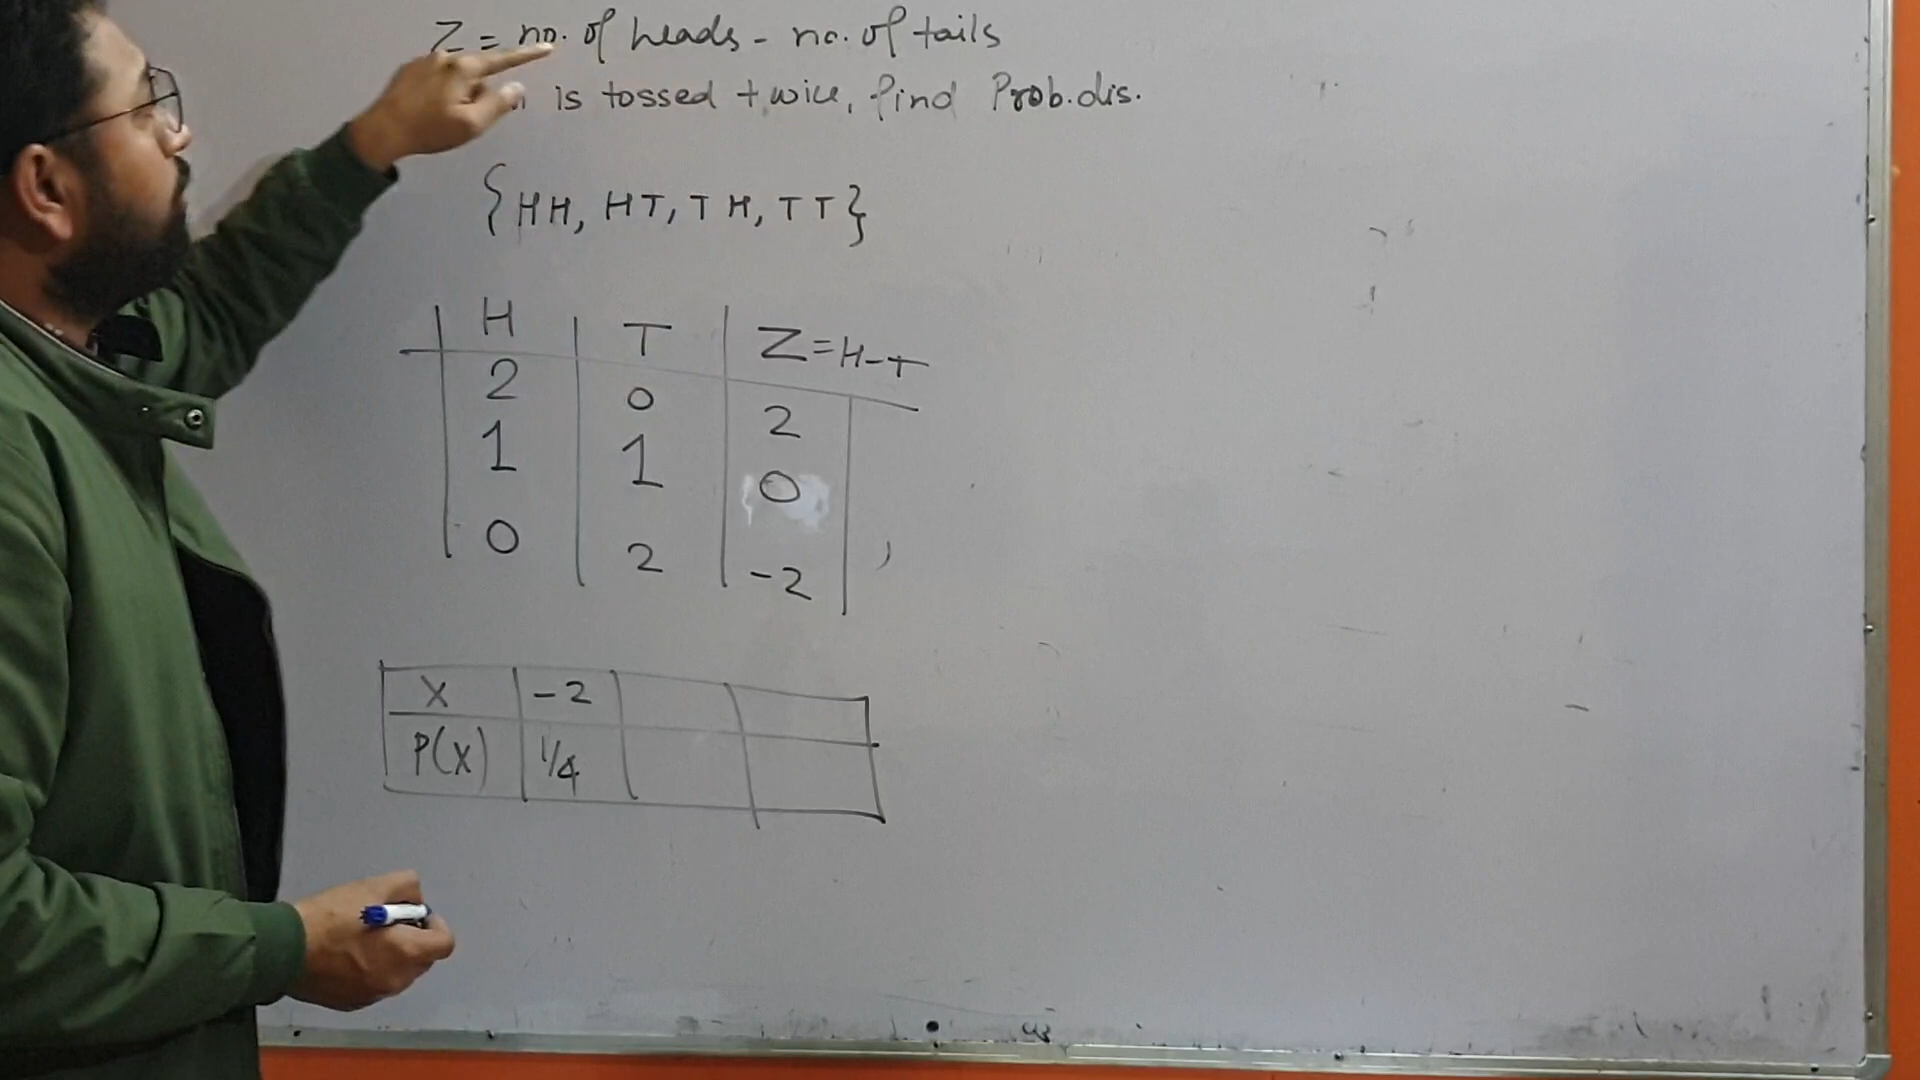 Z = no. of heads - no. of tails
is tossed twice, find Prob. dis.
{HH, HT, TH, TT}
H T Z=H-T
2 0 2
1 1 0
0 2 -2
X -2
P(X) 1/4